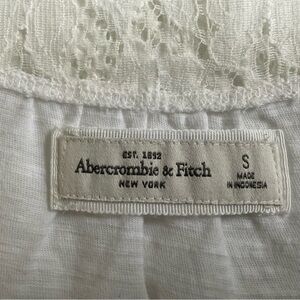 EST. 1892
Abercrombie & Fitch
NEW YORK
S
MADE
IN INDONESIA